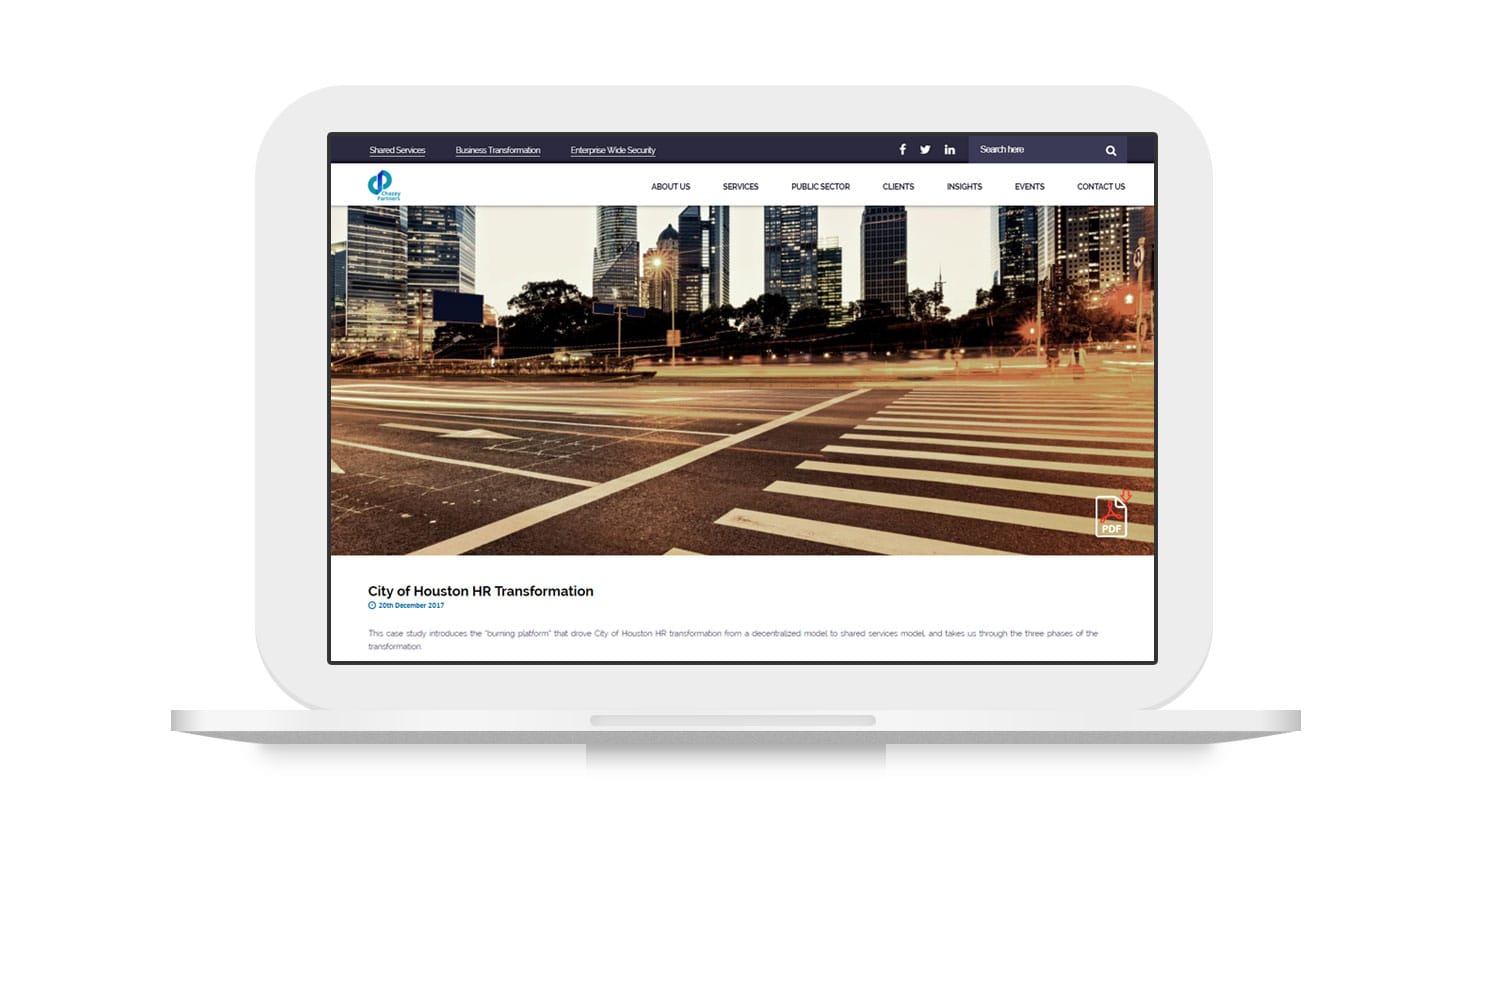 Shared Services
Business Transformation
Enterprise Wide Security
Search here
Chazey
Partners
ABOUT US
SERVICES
PUBLIC SECTOR
CLIENTS
INSIGHTS
EVENTS
CONTACT US
PDF
City of Houston HR Transformation
20th December 2017
This case study introduces the "burning platform" that drove City of Houston HR transformation from a decentralized model to shared services model, and takes us through the three phases of the
transformation.